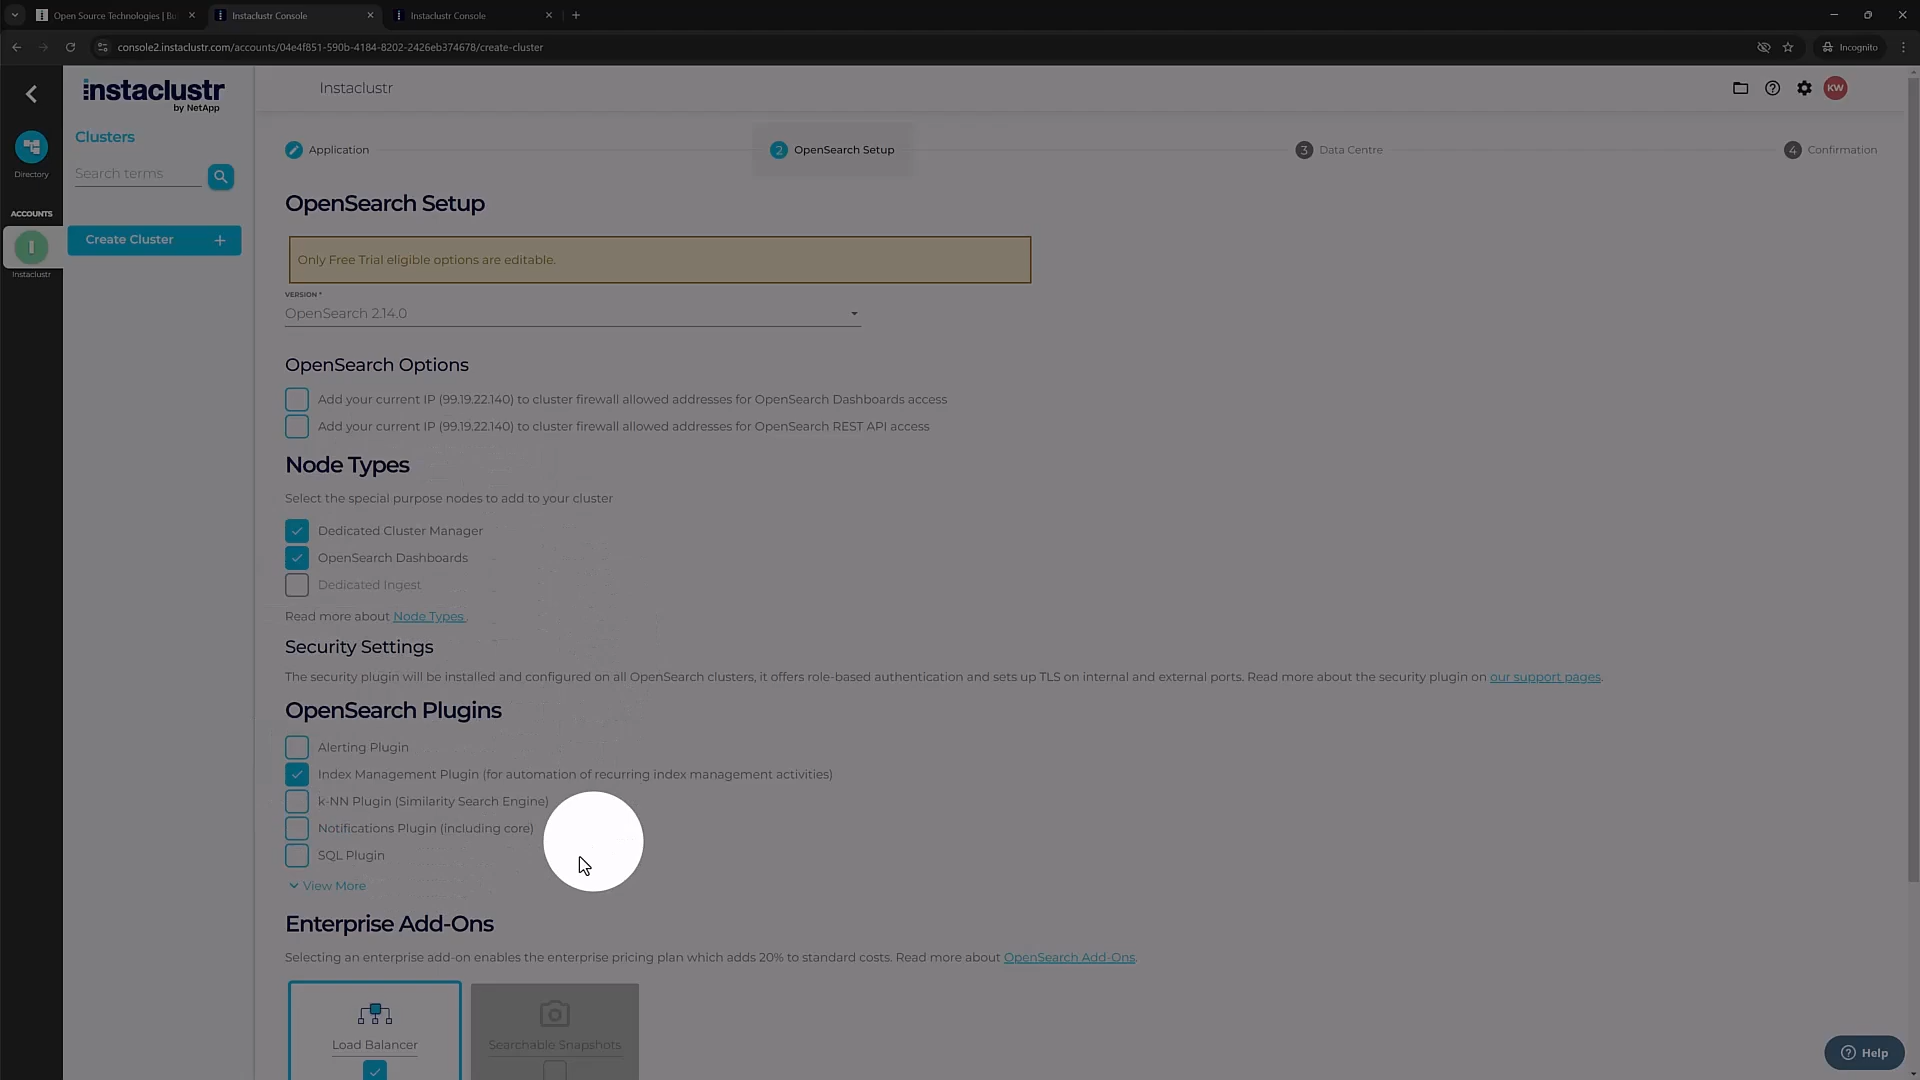 Open Source Technologies | Bo
Instaclustr Console
Instaclustr Console
console2.instaclustr.com/accounts/04e4f851-590b-4184-8202-2426eb374678/create-cluster
Incognito
instaclustr
by NetApp
Instaclustr
KW
Clusters
Search terms
Directory
ACCOUNTS
Create Cluster +
I
Instaclustr
Application
2 OpenSearch Setup
3 Data Centre
4 Confirmation
OpenSearch Setup
Only Free Trial eligible options are editable.
VERSION *
OpenSearch 2.14.0
OpenSearch Options
Add your current IP (99.19.22.140) to cluster firewall allowed addresses for OpenSearch Dashboards access
Add your current IP (99.19.22.140) to cluster firewall allowed addresses for OpenSearch REST API access
Node Types
Select the special purpose nodes to add to your cluster
Dedicated Cluster Manager
OpenSearch Dashboards
Dedicated Ingest
Read more about Node Types .
Security Settings
The security plugin will be installed and configured on all OpenSearch clusters, it offers role-based authentication and sets up TLS on internal and external ports. Read more about the security plugin on our support pages.
OpenSearch Plugins
Alerting Plugin
Index Management Plugin (for automation of recurring index management activities)
k-NN Plugin (Similarity Search Engine)
Notifications Plugin (including core)
SQL Plugin
View More
Enterprise Add-Ons
Selecting an enterprise add-on enables the enterprise pricing plan which adds 20% to standard costs. Read more about OpenSearch Add-Ons.
Load Balancer
Searchable Snapshots
Help